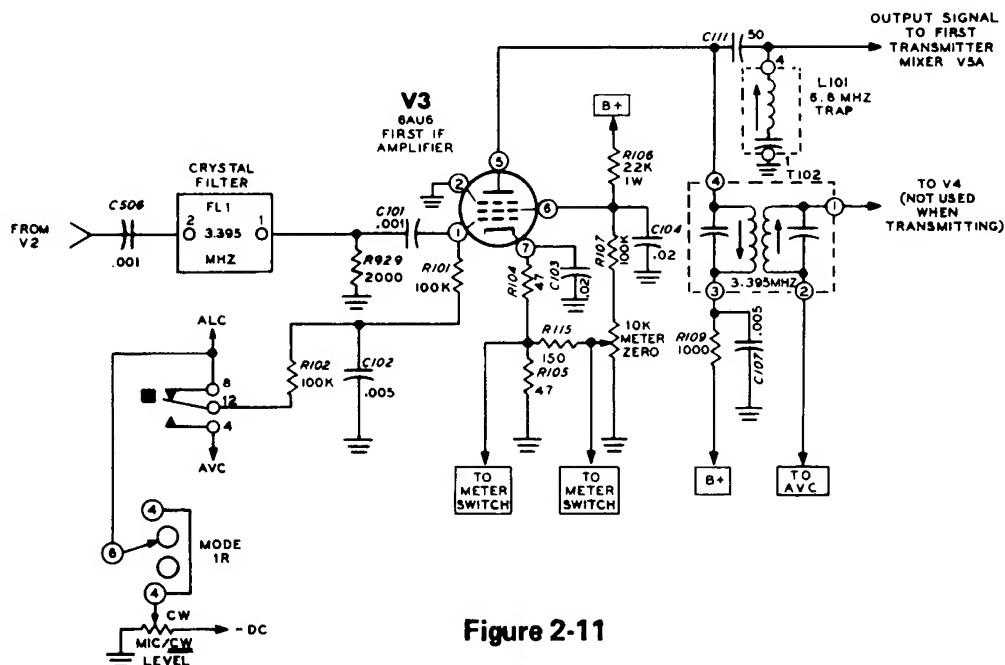 OUTPUT SIGNAL
TO FIRST
TRANSMITTER
MIXER V5A
C111
50
4
L101
6.8 MHZ
TRAP
1
T102
V3
6AU6
FIRST IF
AMPLIFIER
B+
R106
22K
1W
5
2
6
1
7
CRYSTAL
FILTER
FL1
2
1
3.395
MHZ
C506
.001
FROM
V2
C101
.001
R929
2000
R101
100K
R104
47
C103
.02
R107
100K
C104
.02
4
1
TO V4
(NOT USED
WHEN
TRANSMITTING)
3.395MHZ
3
2
R109
1000
.005
C107
ALC
8
12
4
AVC
R102
100K
C102
.005
R115
150
R105
47
10K
METER
ZERO
TO
METER
SWITCH
TO
METER
SWITCH
B+
TO
AVC
4
6
MODE
1R
4
CW
- DC
MIC/CW
LEVEL
Figure 2-11